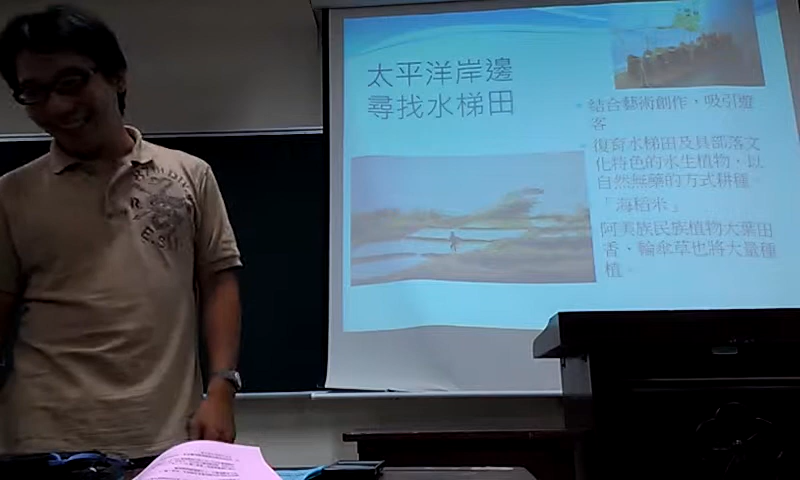 太平洋岸邊
尋找水梯田
結合藝術創作，吸引遊
客
復育水梯田及具部落文
化特色的水生植物，以
自然無藥的方式耕種
「海稻米」
阿美族民族植物大葉田
香、輪傘草也將大量種
植。